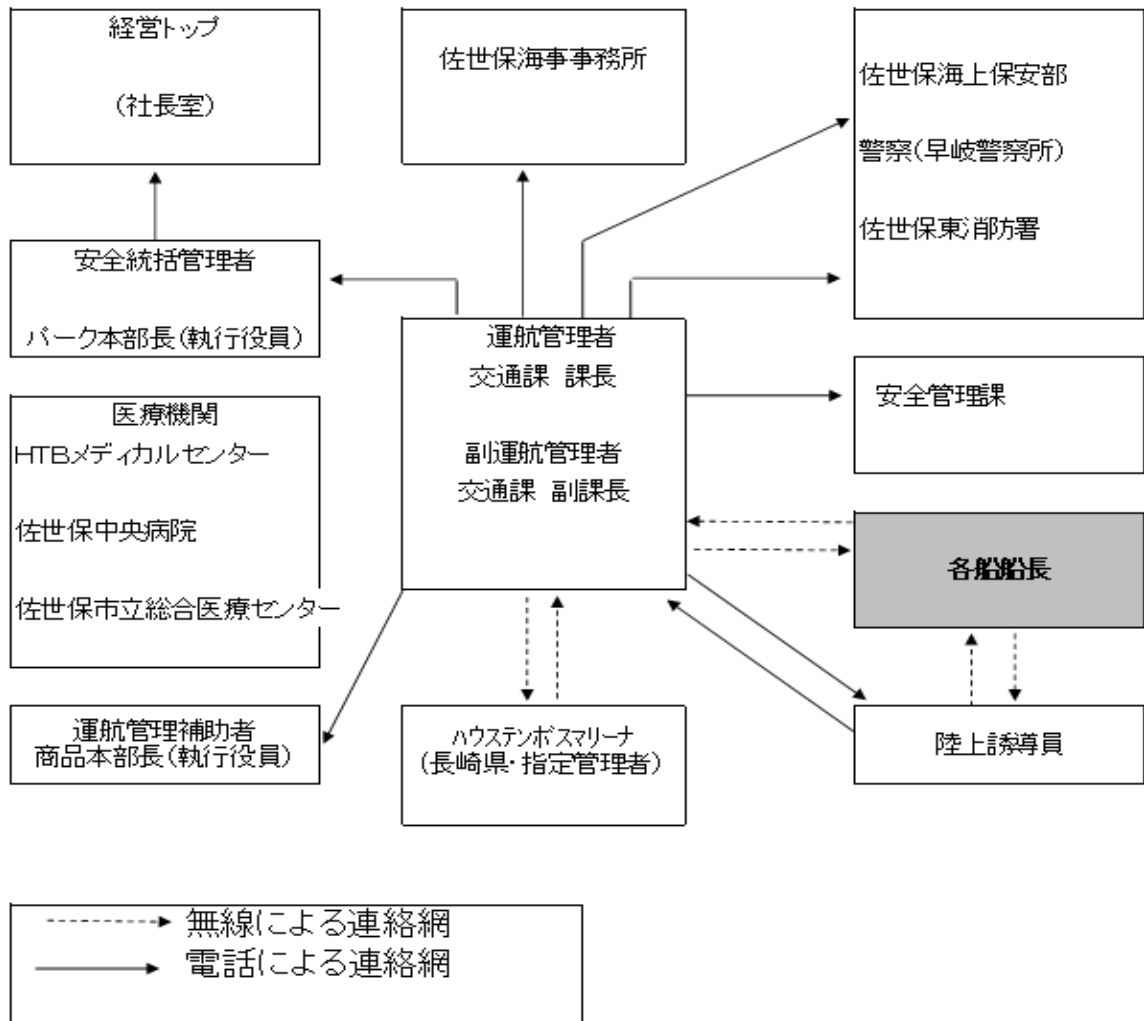 経営トップ
(社長室)
佐世保海事事務所
佐世保海上保安部
警察(早岐警察所)
佐世保東消防署
安全統括管理者
パーク本部長(執行役員)
運航管理者
交通課 課長
副運航管理者
交通課 副課長
安全管理課
医療機関
HTBメディカルセンター
佐世保中央病院
佐世保市立総合医療センター
各船船長
運航管理補助者
商品本部長(執行役員)
ハウステンボスマリーナ
(長崎県・指定管理者)
陸上誘導員
無線による連絡網
電話による連絡網